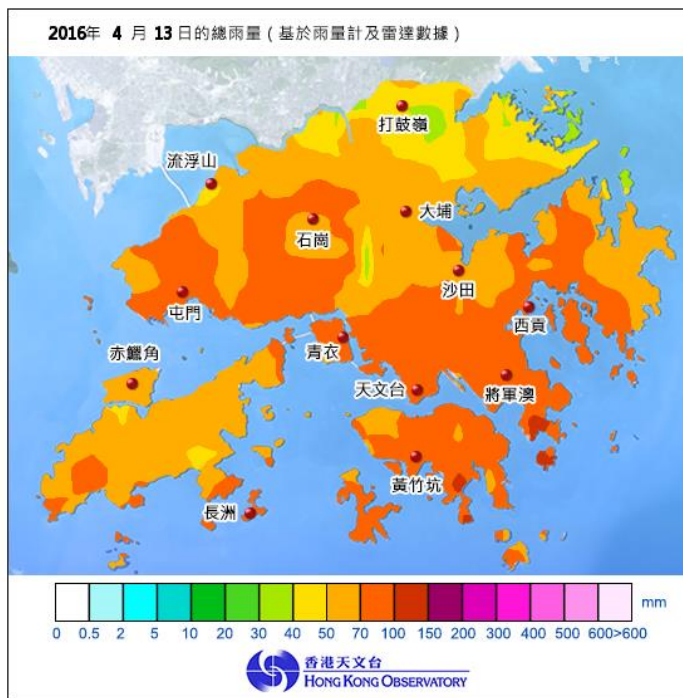 2016年 4 月 13 日的總雨量 ( 基於雨量計及雷達數據 )
打鼓嶺
流浮山
大埔
石崗
沙田
屯門
西貢
青衣
赤鱲角
天文台
將軍澳
黃竹坑
長洲
0 0.5 2 5 10 20 30 40 50 70 100 150 200 300 400 500 600>600 mm
香港天文台
HONG KONG OBSERVATORY